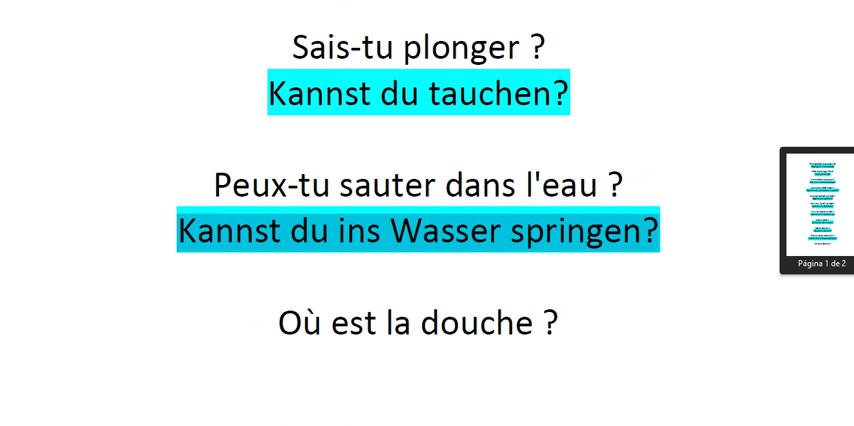 Sais-tu plonger ?
Kannst du tauchen?
Peux-tu sauter dans l'eau ?
Kannst du ins Wasser springen?
Où est la douche ?
Página 1 de 2